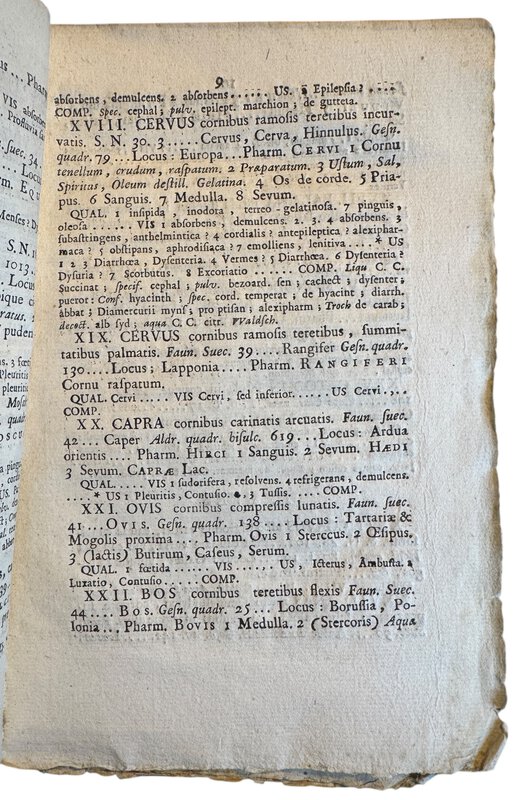 9
absorbens, demulcens. 2 absorbens...... US. 2 Epilepsia? ....
COMP. Spec. cephal; pulv. epilept. marchion; de gutteta.
XVIII. CERVUS cornibus ramosis teretibus incur-
vatis. S. N. 30. 3.....Cervus, Cerva, Hinnulus. Gesn.
quadr. 79...Locus: Europa...Pharm. CERVI 1 Cornu
tenellum, crudum, raspatum. 2 Præparatum. 3 Ustum, Sal,
Spiritus, Oleum destill. Gelatina. 4 Os de corde. 5 Pria-
pus. 6 Sanguis. 7 Medulla. 8 Sevum.
QUAL. 1 insipida, inodora, terreo-gelatinosa. 7 pinguis,
oleosa ..... VIS 1 absorbens, demulcens. 2. 3. 4 absorbens. 3
subastringens, anthelmintica? 4 cordialis? antepileptica? alexiphar-
maca? 5 obstipans, aphrodisiaca? 7 emolliens, lenitiva.....* US
1 2 3 Diarrhœa, Dysenteria. 4 Vermes? 5 Diarrhœa. 6 Dysenteria?
Dysuria? 7 Scorbutus. 8 Excoriatio ....... COMP. Liqu C. C.
Succinat; specif. cephal; pulv. bezoard. sen; cachect; dysenter;
pueror: Conf. hyacinth; spec. cord. temperat; de hyacint; diarrh.
abbat; Diamercurii mynf; pro ptisan; alexipharm; Troch de carab;
decoct. alb syd; aqua C. C. citr. Waldsch.
XIX. CERVUS cornibus ramosis teretibus, summi-
tatibus palmatis. Faun. Suec. 39....Rangifer Gesn. quadr.
130....Locus; Lapponia....Pharm. RANGIFERI
Cornu raspatum.
QUAL. Cervi..... VIS Cervi, sed inferior.......US Cervi....
COMP.
XX. CAPRA cornibus carinatis arcuatis. Faun. suec.
42... Caper Aldr. quadr. bisulc. 619...Locus: Ardua
orientis.... Pharm. HIRCI 1 Sanguis. 2 Sevum. HÆDI
3 Sevum. CAPRÆ Lac.
QUAL......VIS 1 sudorifera, resolvens. 4 refrigerans, demulcens.
....* US 1 Pleuritis, Contusio. 3 Tussis. .....COMP.
XXI. OVIS cornibus compressis lunatis. Faun. suec.
41...OVIS. Gesn. quadr. 138.....Locus: Tartariæ &
Mogolis proxima...Pharm. OVIS 1 Sterccus. 2 Œsipus.
3 (lactis) Butirum, Caseus, Serum.
QUAL. 1 fœtida ......VIS......US, Icterus, Ambusta. 2
Luxatio, Contusio......COMP.
XXII. BOS cornibus teretibus flexis Faun. Suec.
44....BOS. Gesn. quadr. 25... Locus: Borussia, Po-
lonia... Pharm. BOVIS 1 Medulla. 2 (Stercoris) Aqua